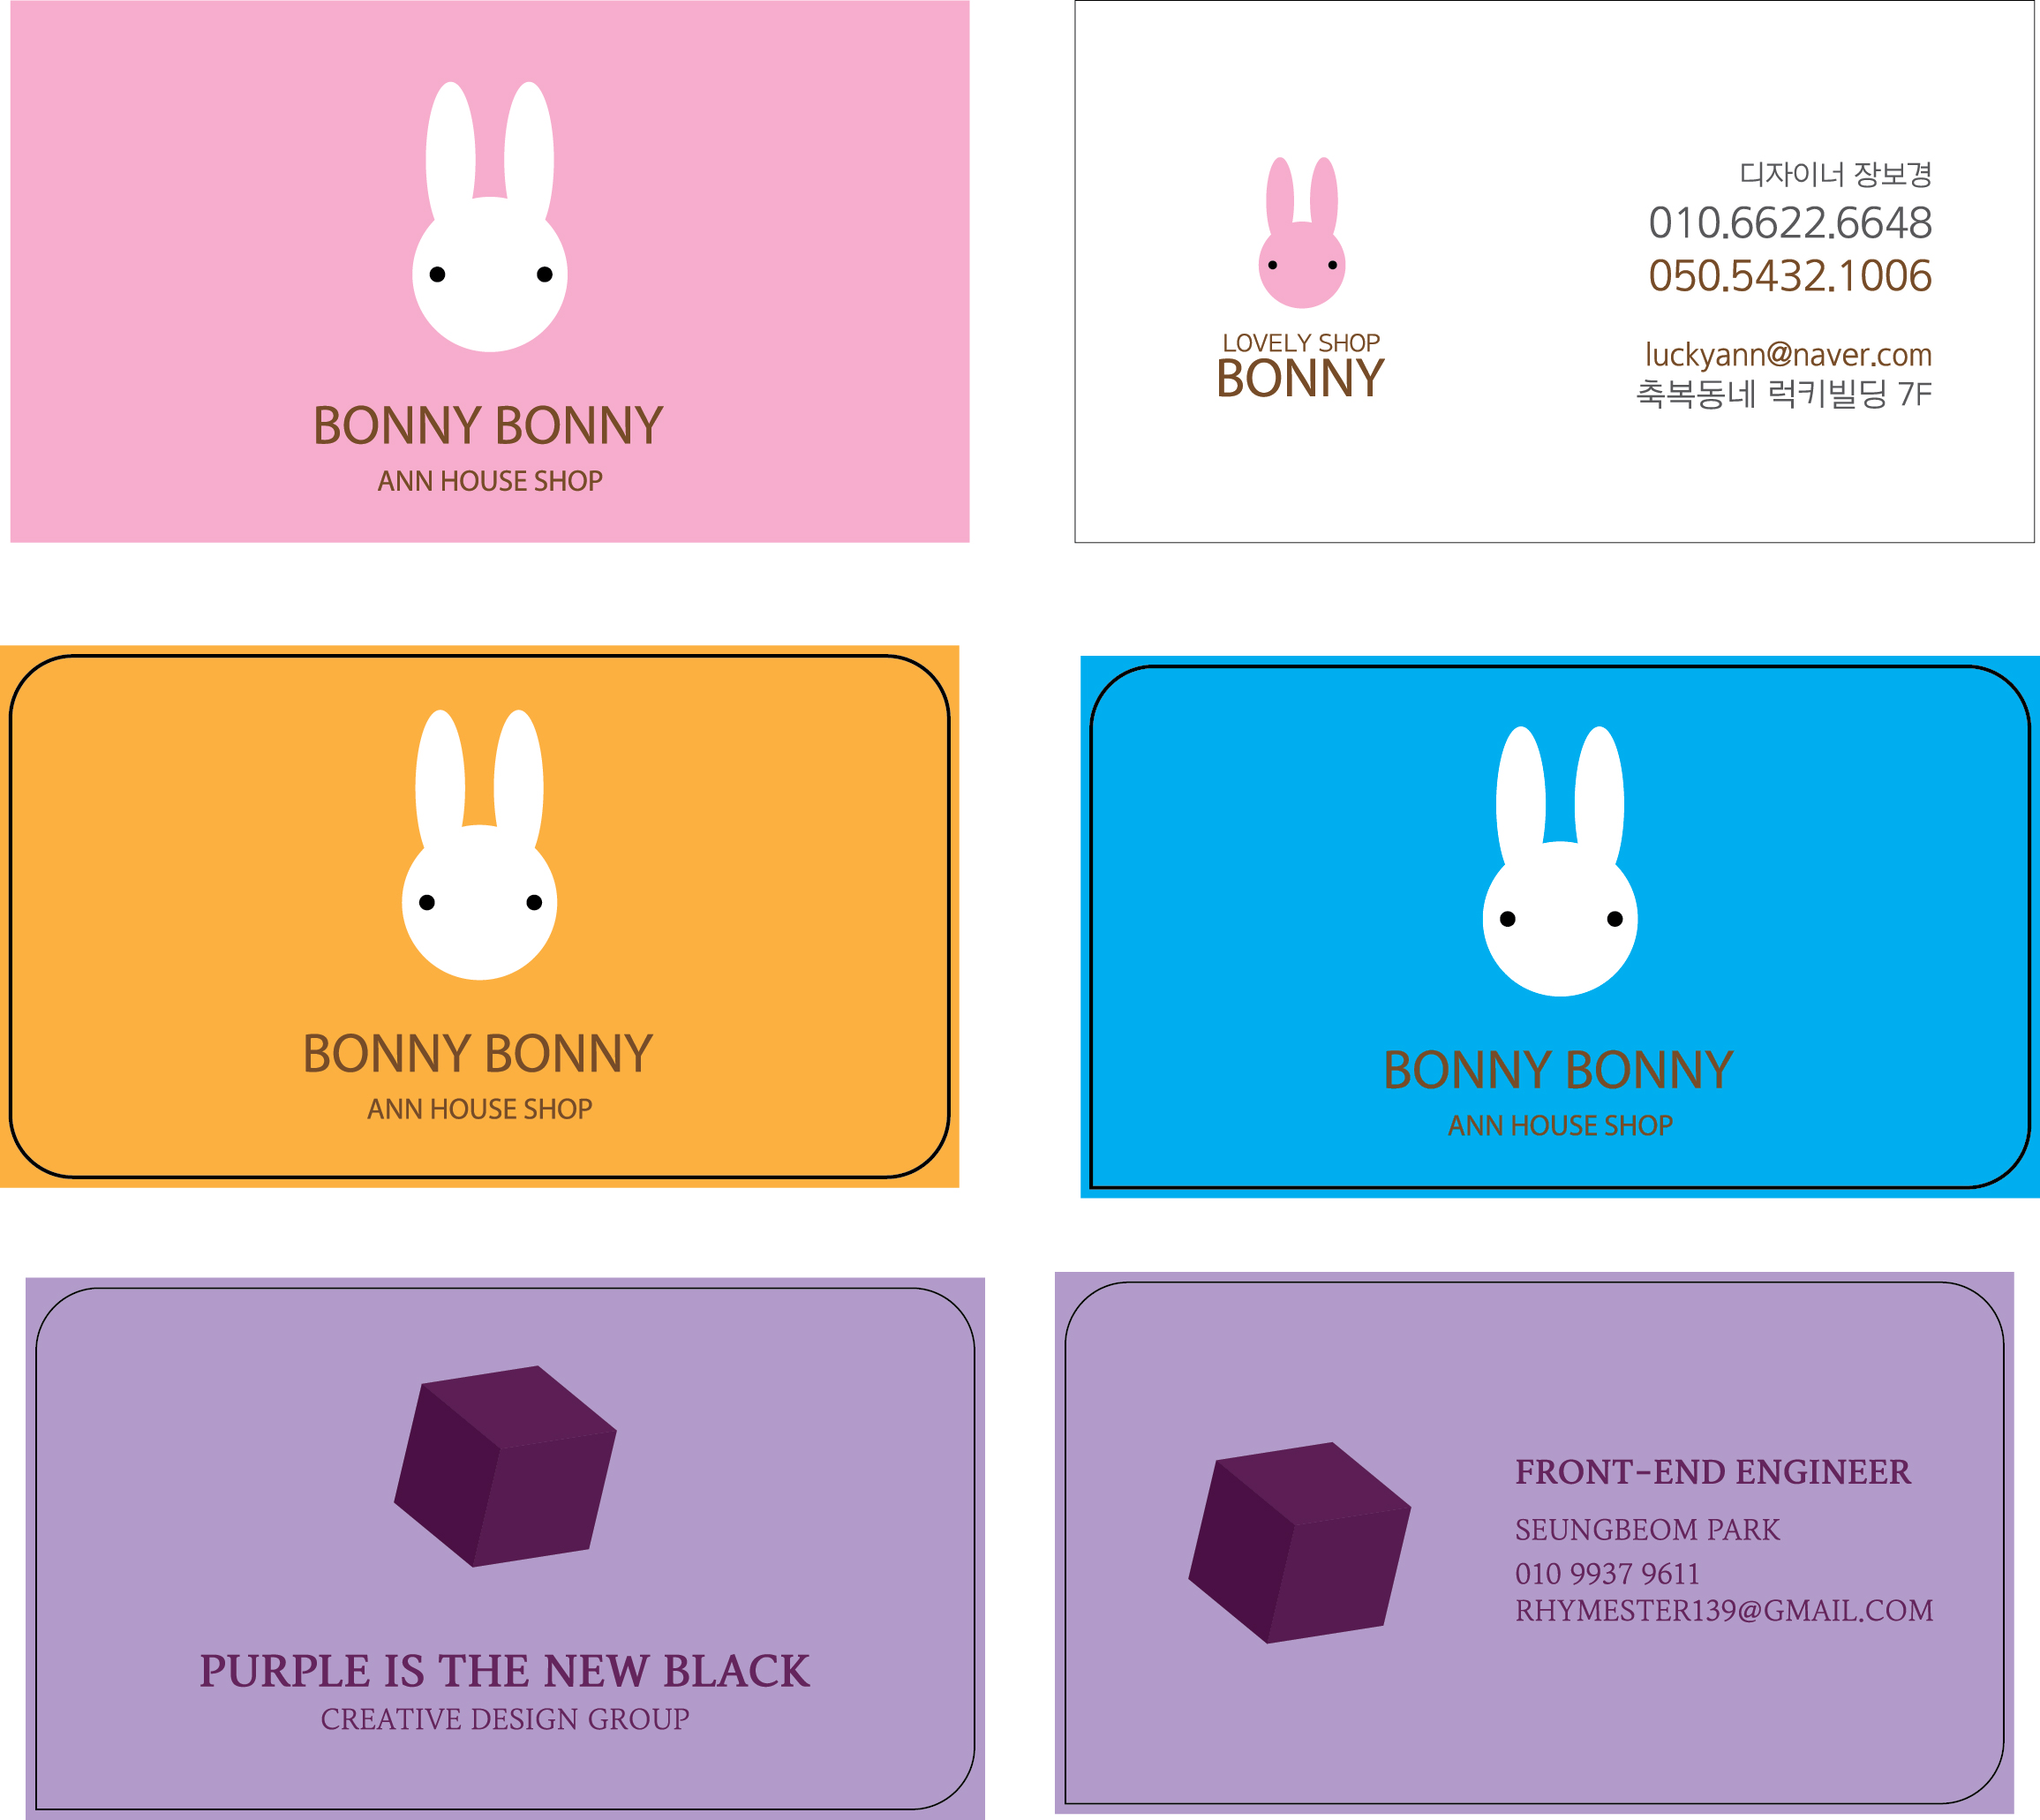 BONNY BONNY
ANN HOUSE SHOP
LOVELY SHOP
BONNY
디자이너 장보경
010.6622.6648
050.5432.1006
luckyann@naver.com
축복동네 럭키빌딩 7F
BONNY BONNY
ANN HOUSE SHOP
BONNY BONNY
ANN HOUSE SHOP
PURPLE IS THE NEW BLACK
CREATIVE DESIGN GROUP
FRONT-END ENGINEER
SEUNGBEOM PARK
010 9937 9611
RHYMESTER139@GMAIL.COM